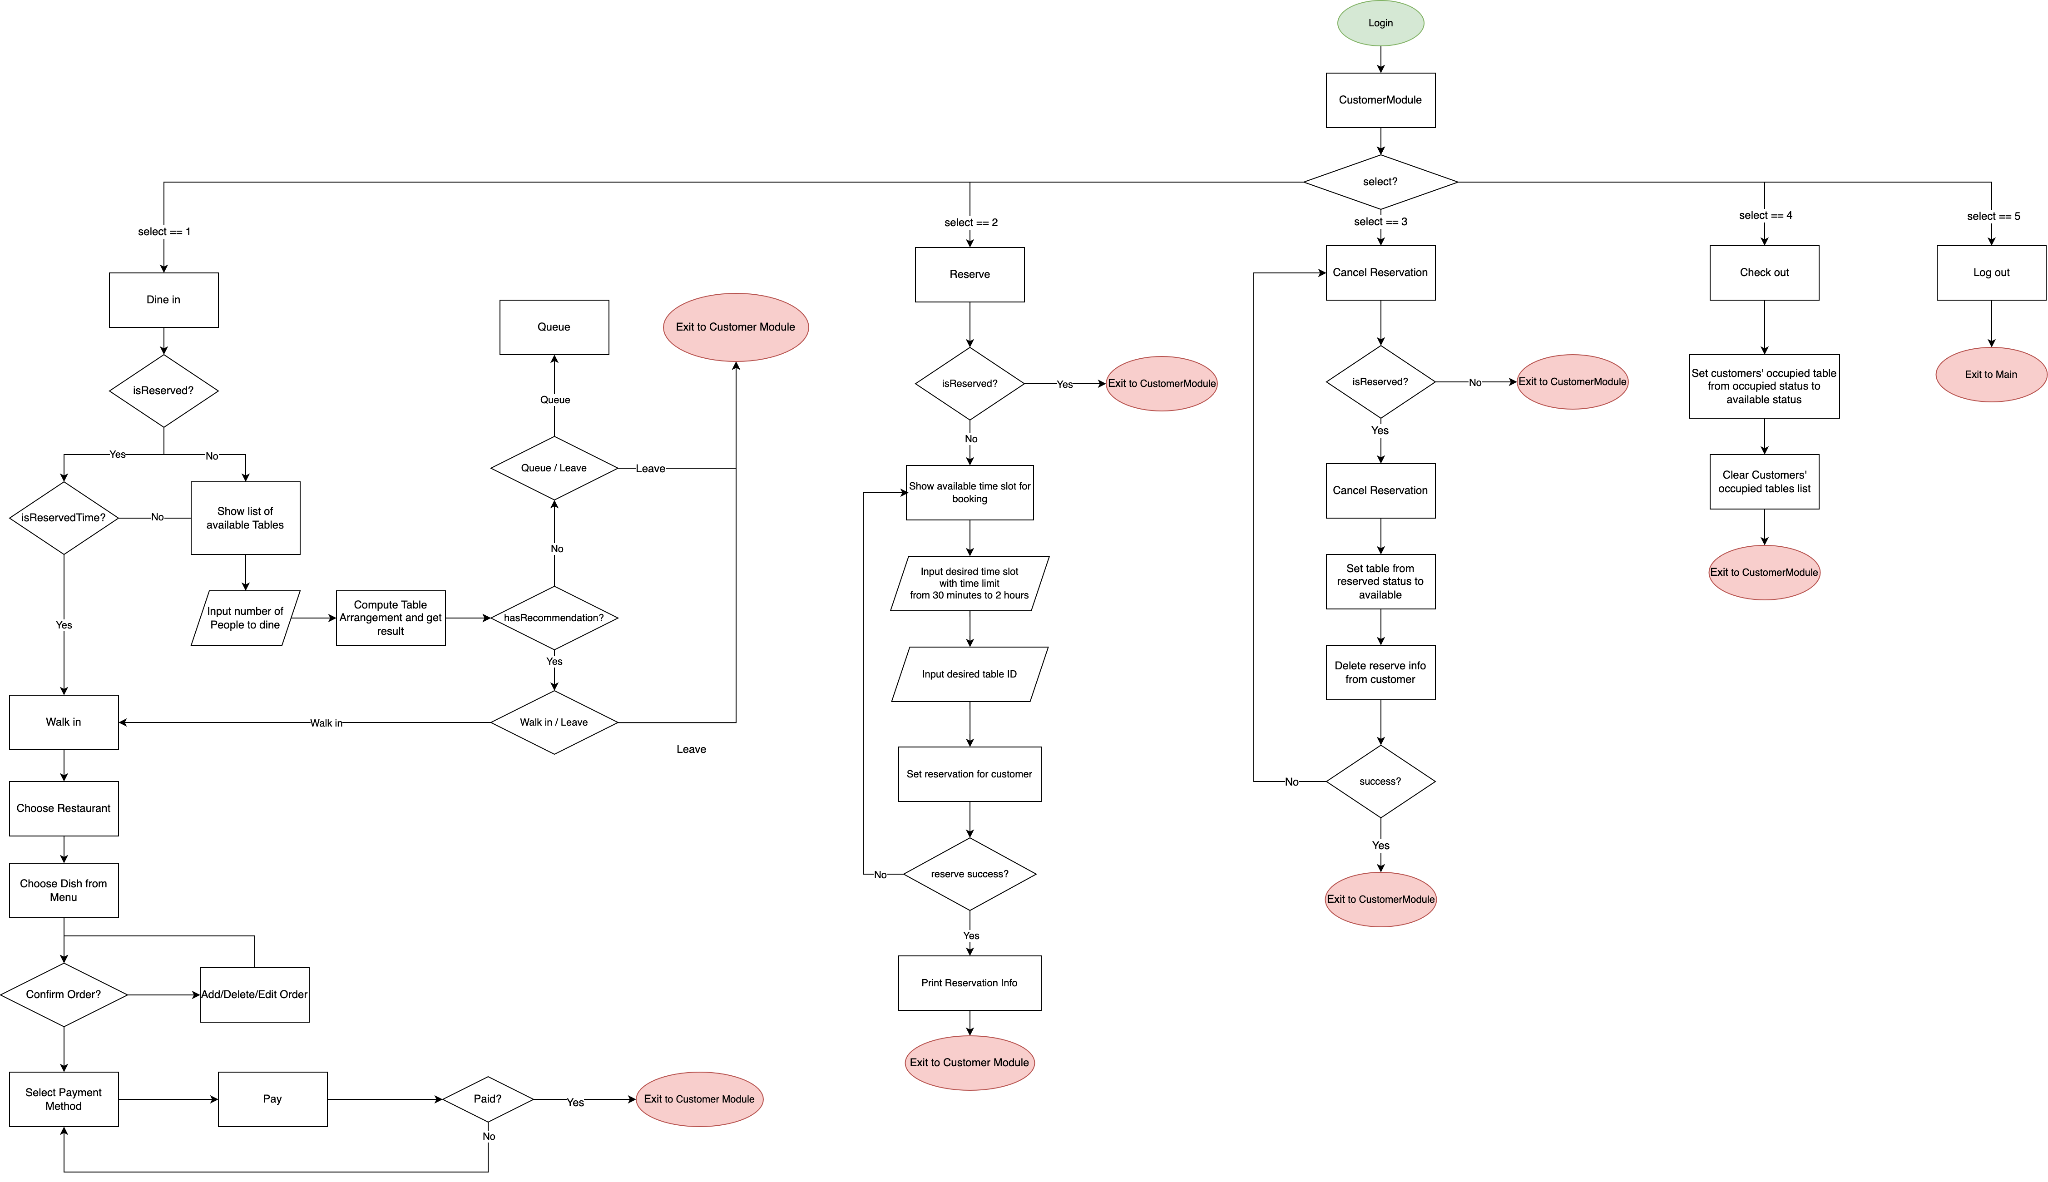 Login
CustomerModule
select?
select == 1
select == 2
select == 3
select == 4
select == 5
Dine in
isReserved?
Yes
No
isReservedTime?
No
Show list of
available Tables
Yes
Input number of
People to dine
Compute Table
Arrangement and get
result
hasRecommendation?
No
Queue / Leave
Queue
Queue
Leave
Exit to Customer Module
Yes
Walk in / Leave
Leave
Walk in
Walk in
Choose Restaurant
Choose Dish from
Menu
Confirm Order?
Add/Delete/Edit Order
Select Payment
Method
Pay
Paid?
No
Yes
Exit to Customer Module
Reserve
isReserved?
Yes
Exit to CustomerModule
No
Show available time slot for
booking
Input desired time slot
with time limit
from 30 minutes to 2 hours
Input desired table ID
Set reservation for customer
reserve success?
No
Yes
Print Reservation Info
Exit to Customer Module
Cancel Reservation
isReserved?
No
Exit to CustomerModule
Yes
Cancel Reservation
Set table from
reserved status to
available
Delete reserve info
from customer
success?
No
Yes
Exit to CustomerModule
Check out
Set customers' occupied table
from occupied status to
available status
Clear Customers'
occupied tables list
Exit to CustomerModule
Log out
Exit to Main